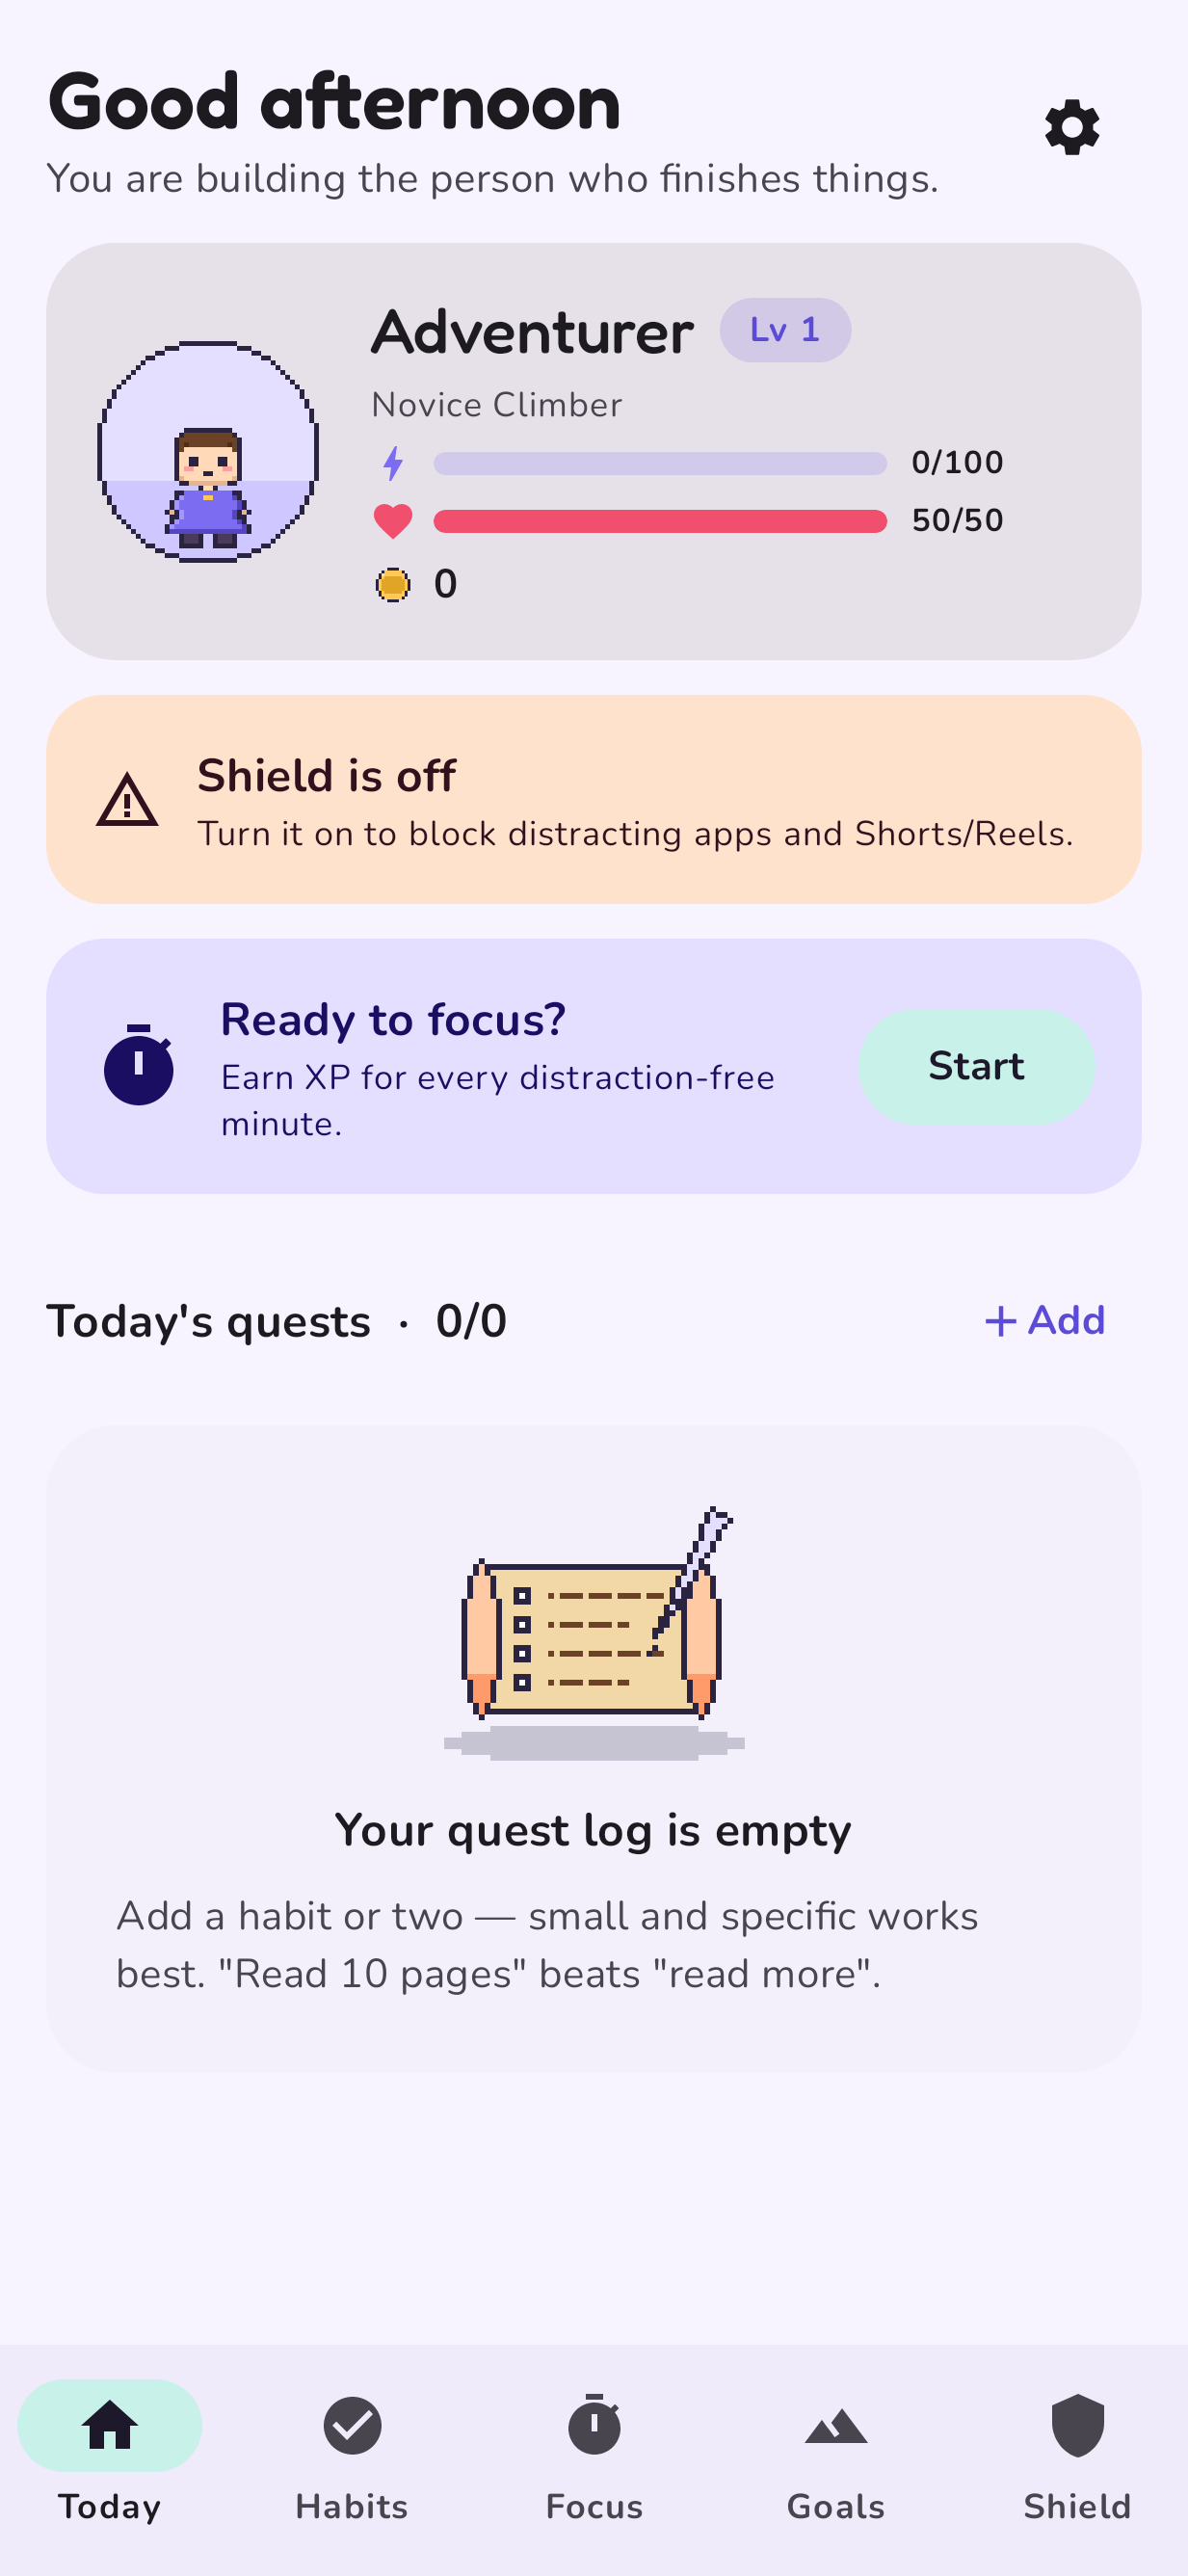 Good afternoon
You are building the person who finishes things.
Adventurer
Lv 1
Novice Climber
0/100
50/50
0
Shield is off
Turn it on to block distracting apps and Shorts/Reels.
Ready to focus?
Earn XP for every distraction-free
minute.
Start
Today's quests · 0/0
+ Add
Your quest log is empty
Add a habit or two — small and specific works
best. "Read 10 pages" beats "read more".
Today
Habits
Focus
Goals
Shield